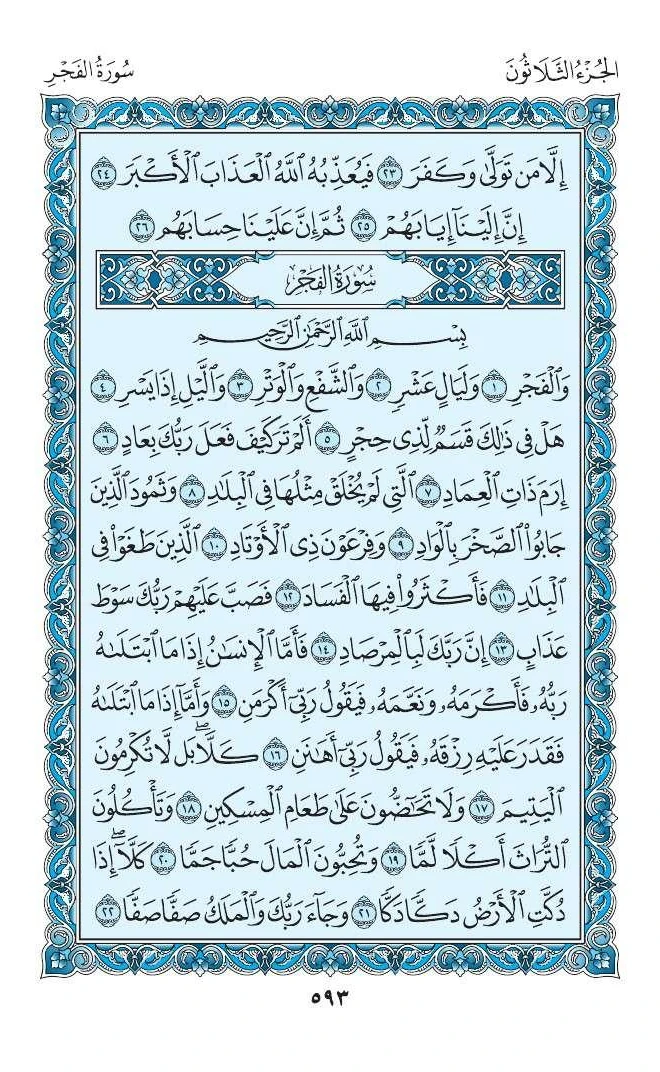 الجُزْءُ الثَّلَاثُونَ
سُورَةُ الفَجْرِ
إِلَّا مَن تَوَلَّىٰ وَكَفَرَ ٢٣ فَيُعَذِّبُهُ ٱللَّهُ ٱلْعَذَابَ ٱلْأَكْبَرَ ٢٤
إِنَّ إِلَيْنَآ إِيَابَهُمْ ٢٥ ثُمَّ إِنَّ عَلَيْنَا حِسَابَهُم ٢٦
سُورَةُ الفَجْرِ
بِسْمِ ٱللَّهِ ٱلرَّحْمَٰنِ ٱلرَّحِيمِ
وَٱلْفَجْرِ ١ وَلَيَالٍ عَشْرٍ ٢ وَٱلشَّفْعِ وَٱلْوَتْرِ ٣ وَٱلَّيْلِ إِذَا يَسْرِ ٤
هَلْ فِى ذَٰلِكَ قَسَمٌ لِّذِى حِجْرٍ ٥ أَلَمْ تَرَ كَيْفَ فَعَلَ رَبُّكَ بِعَادٍ ٦
إِرَمَ ذَاتِ ٱلْعِمَادِ ٧ ٱلَّتِى لَمْ يُخْلَقْ مِثْلُهَا فِى ٱلْبِلَٰدِ ٨ وَثَمُودَ ٱلَّذِينَ
جَابُوا۟ ٱلصَّخْرَ بِٱلْوَادِ ٩ وَفِرْعَوْنَ ذِى ٱلْأَوْتَادِ ١٠ ٱلَّذِينَ طَغَوْا۟ فِى
ٱلْبِلَٰدِ ١١ فَأَكْثَرُوا۟ فِيهَا ٱلْفَسَادَ ١٢ فَصَبَّ عَلَيْهِمْ رَبُّكَ سَوْطَ
عَذَابٍ ١٣ إِنَّ رَبَّكَ لَبِٱلْمِرْصَادِ ١٤ فَأَمَّا ٱلْإِنسَٰنُ إِذَا مَا ٱبْتَلَىٰهُ
رَبُّهُۥ فَأَكْرَمَهُۥ وَنَعَّمَهُۥ فَيَقُولُ رَبِّىٓ أَكْرَمَنِ ١٥ وَأَمَّآ إِذَا مَا ٱبْتَلَىٰهُ
فَقَدَرَ عَلَيْهِ رِزْقَهُۥ فَيَقُولُ رَبِّىٓ أَهَٰنَنِ ١٦ كَلَّا ۖ بَل لَّا تُكْرِمُونَ
ٱلْيَتِيمَ ١٧ وَلَا تَحَٰٓضُّونَ عَلَىٰ طَعَامِ ٱلْمِسْكِينِ ١٨ وَتَأْكُلُونَ
ٱلتُّرَاثَ أَكْلًا لَّمًّا ١٩ وَتُحِبُّونَ ٱلْمَالَ حُبًّا جَمًّا ٢٠ كَلَّآ ۖ إِذَا
دُكَّتِ ٱلْأَرْضُ دَكًّا دَكًّا ٢١ وَجَآءَ رَبُّكَ وَٱلْمَلَكُ صَفًّا صَفًّا ٢٢
٥٩٣